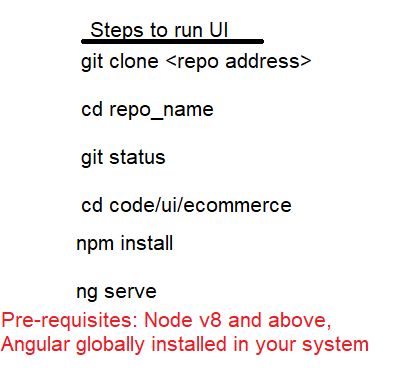 Steps to run UI
git clone <repo address>
cd repo_name
git status
cd code/ui/ecommerce
npm install
ng serve
Pre-requisites: Node v8 and above,
Angular globally installed in your system